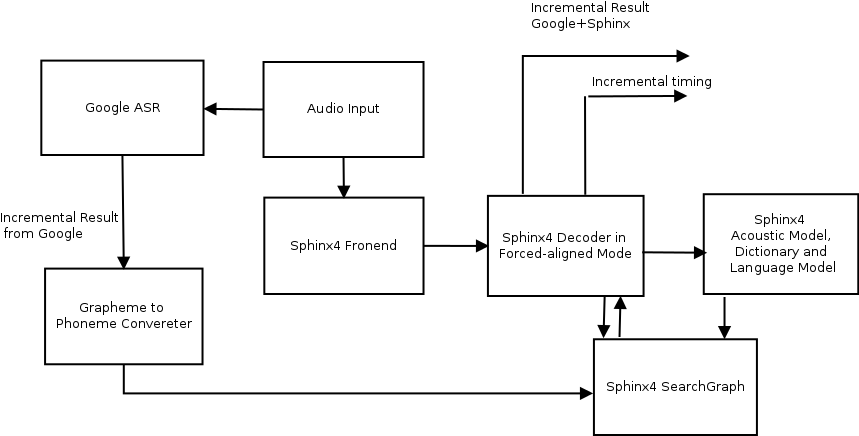 Incremental Result
Google+Sphinx
Incremental timing
Google ASR
Audio Input
Incremental Result
from Google
Sphinx4 Fronend
Sphinx4 Decoder in
Forced-aligned Mode
Sphinx4
Acoustic Model,
Dictionary and
Language Model
Grapheme to
Phoneme Convereter
Sphinx4 SearchGraph